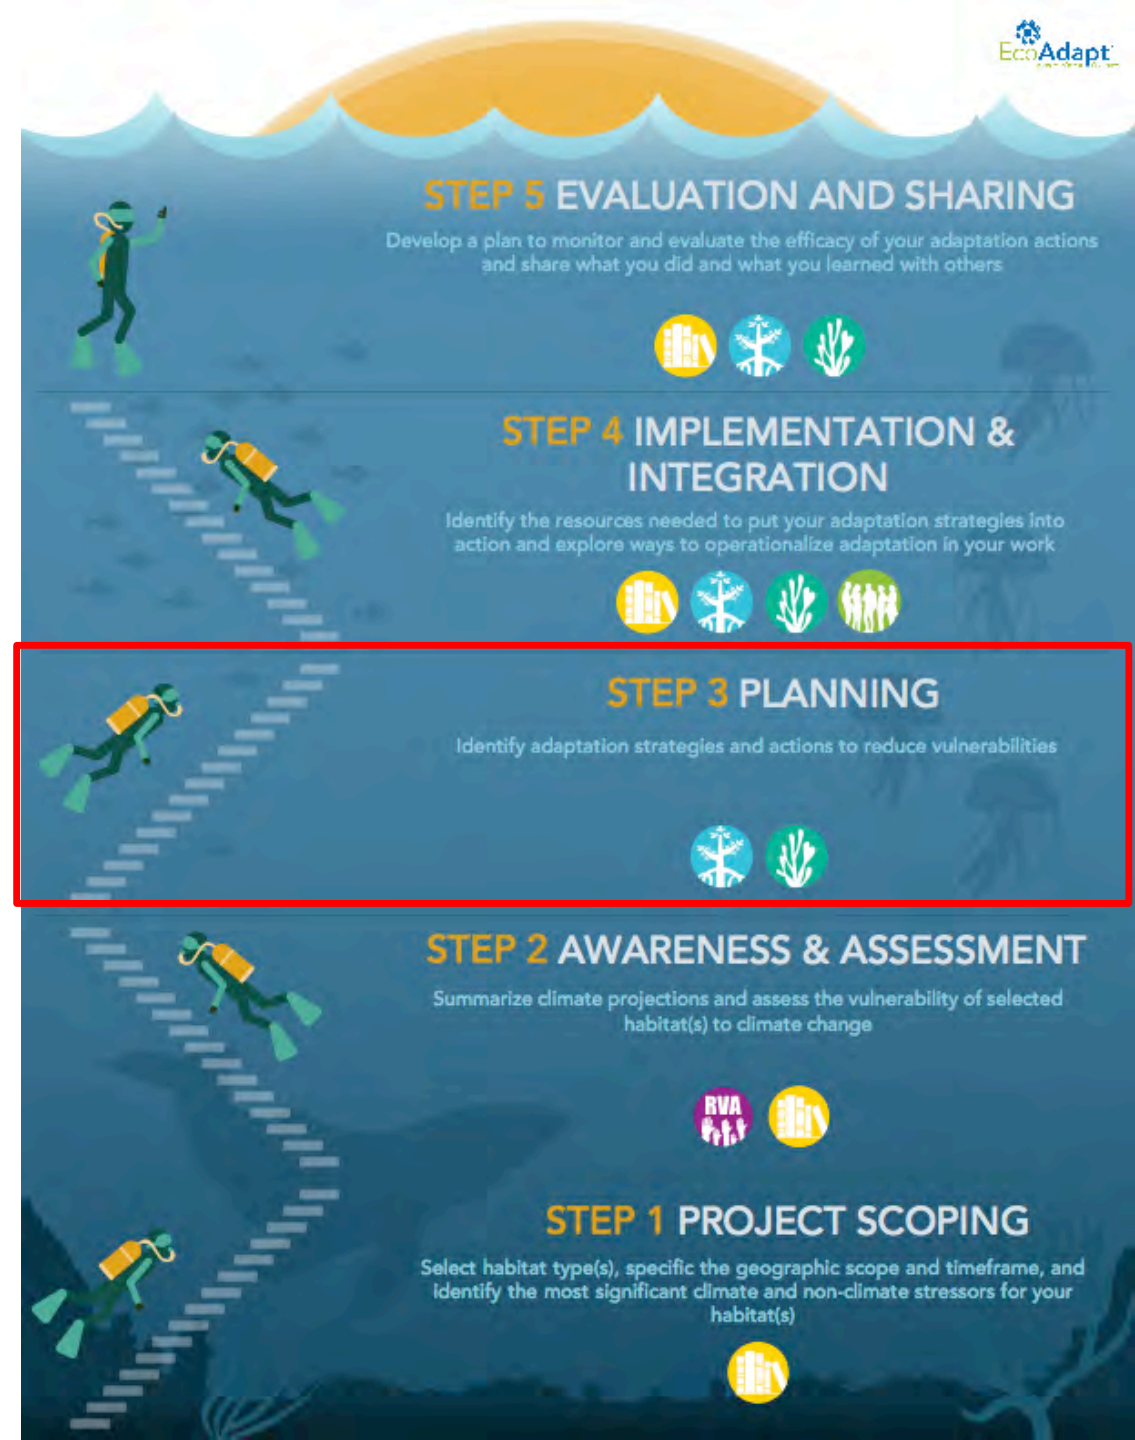 EcoAdapt
STEP 5 EVALUATION AND SHARING
Develop a plan to monitor and evaluate the efficacy of your adaptation actions
and share what you did and what you learned with others
STEP 4 IMPLEMENTATION &
INTEGRATION
Identify the resources needed to put your adaptation strategies into
action and explore ways to operationalize adaptation in your work
STEP 3 PLANNING
Identify adaptation strategies and actions to reduce vulnerabilities
STEP 2 AWARENESS & ASSESSMENT
Summarize climate projections and assess the vulnerability of selected
habitat(s) to climate change
RVA
STEP 1 PROJECT SCOPING
Select habitat type(s), specific the geographic scope and timeframe, and
identify the most significant climate and non-climate stressors for your
habitat(s)